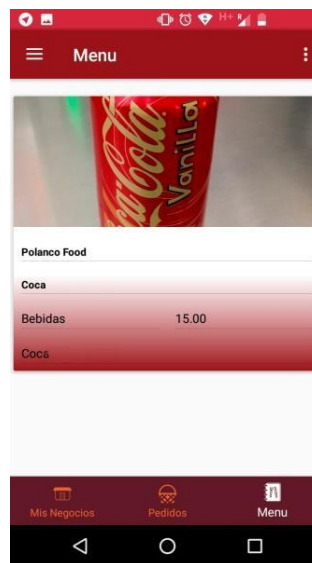 H+ R
Menu
Coca-Cola
Vanilla
Polanco Food
Coca
Bebidas 15.00
Coca
Mis Negocios Pedidos Menu